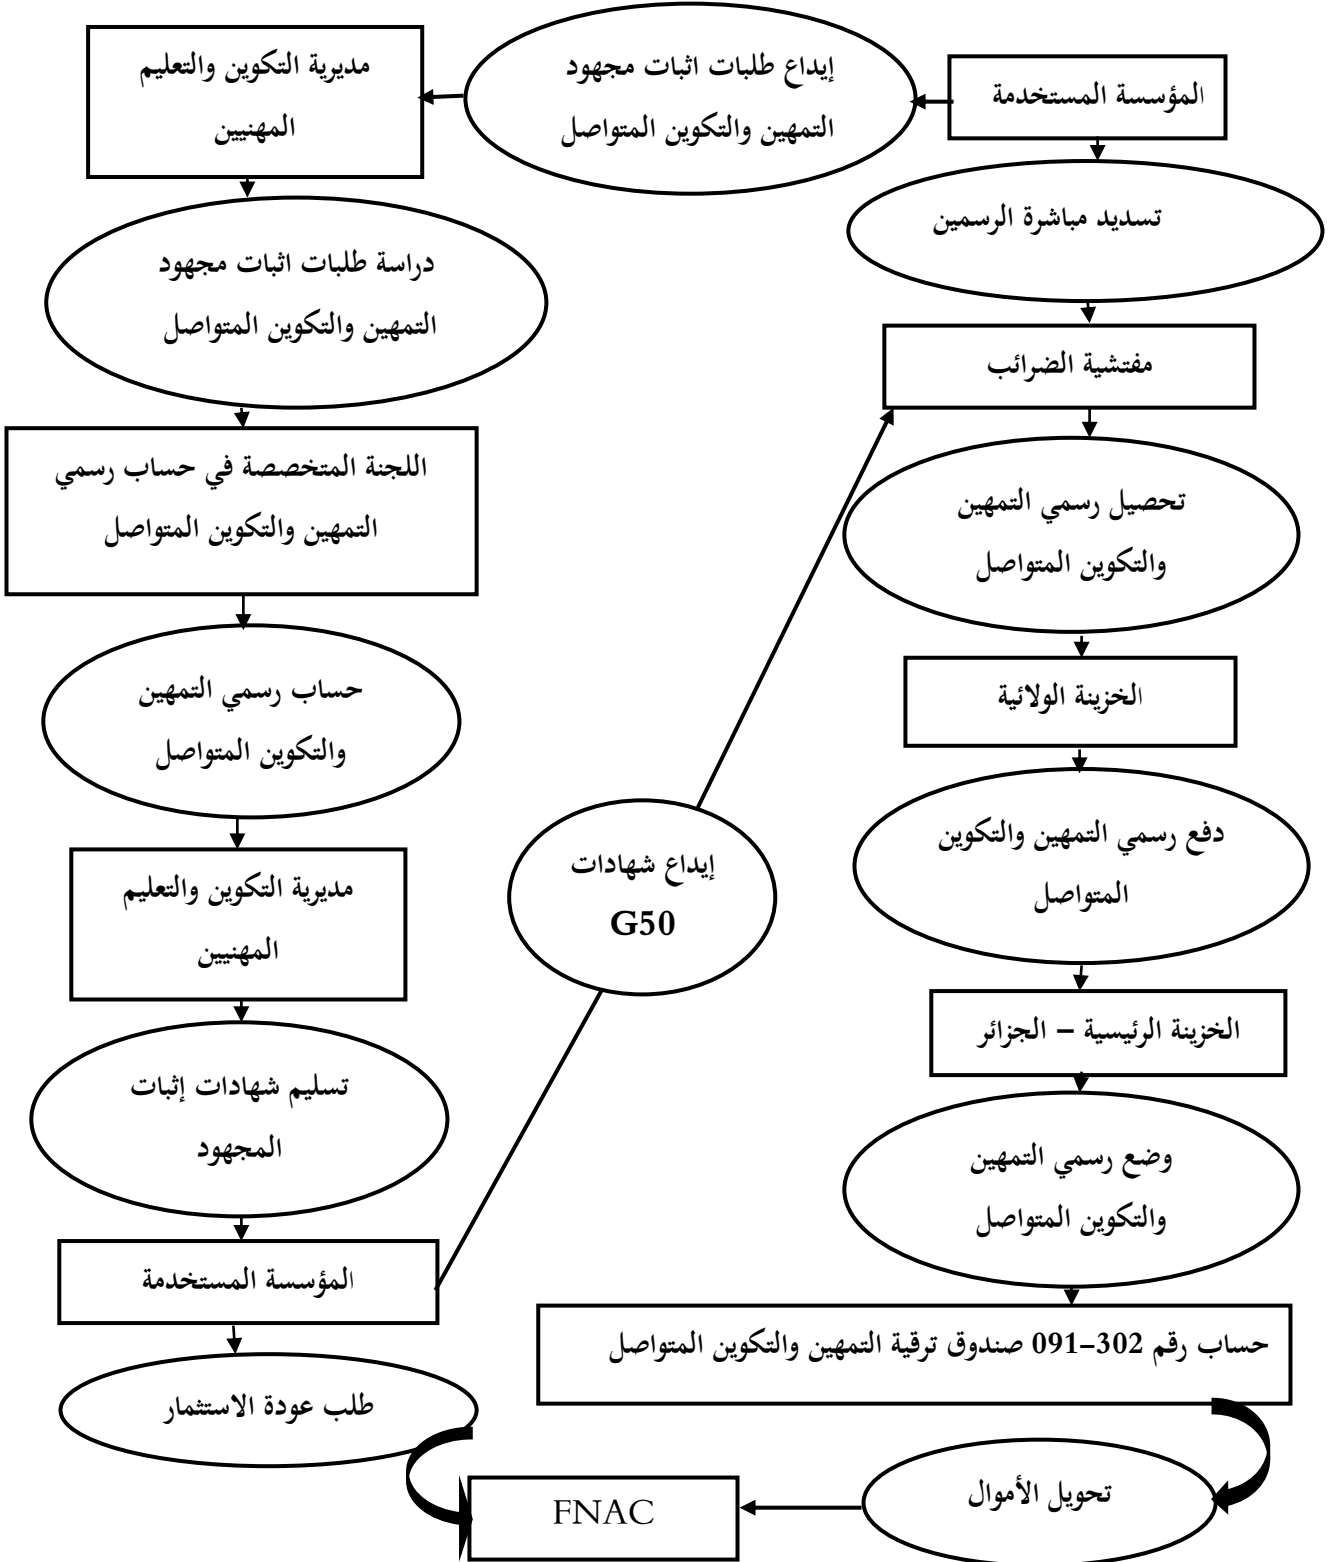 المؤسسة المستخدمة
إيداع طلبات اثبات مجهود
التمهين والتكوين المتواصل
مديرية التكوين والتعليم
المهنيين
تسديد مباشرة الرسمين
مفتشية الضرائب
تحصيل رسمي التمهين
والتكوين المتواصل
الخزينة الولائية
دفع رسمي التمهين والتكوين
المتواصل
الخزينة الرئيسية – الجزائر
وضع رسمي التمهين
والتكوين المتواصل
حساب رقم 302–091 صندوق ترقية التمهين والتكوين المتواصل
تحويل الأموال
دراسة طلبات اثبات مجهود
التمهين والتكوين المتواصل
اللجنة المتخصصة في حساب رسمي
التمهين والتكوين المتواصل
حساب رسمي التمهين
والتكوين المتواصل
مديرية التكوين والتعليم
المهنيين
تسليم شهادات إثبات
المجهود
المؤسسة المستخدمة
إيداع شهادات
G50
طلب عودة الاستثمار
FNAC